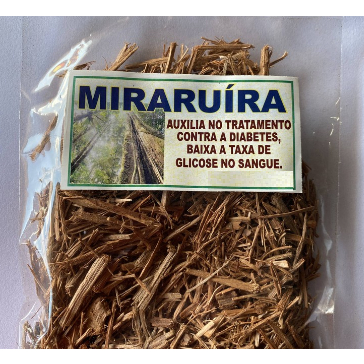 MIRARUÍRA
AUXILIA NO TRATAMENTO
CONTRA A DIABETES,
BAIXA A TAXA DE
GLICOSE NO SANGUE.